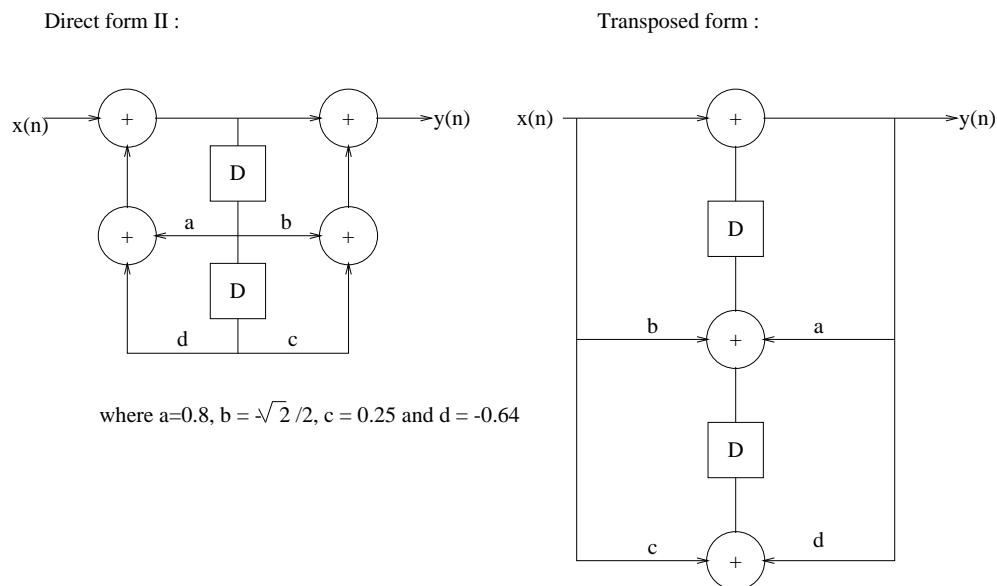 Direct form II :
Transposed form :
x(n)
+
+
y(n)
D
a
b
+
+
D
d
c
where a=0.8, b = -√2 /2, c = 0.25 and d = -0.64
x(n)
+
y(n)
D
b
+
a
D
c
+
d